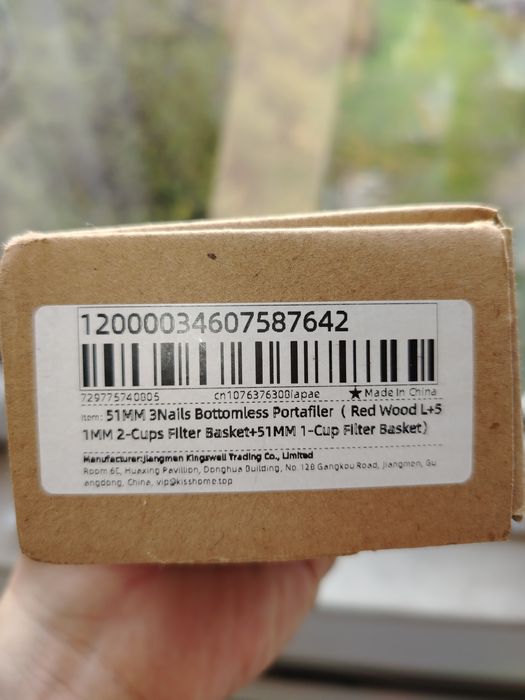 12000034607587642
729775740805 cn1076376308iapae ★ Made In China
Item: 51MM 3Nails Bottomless Portafiler ( Red Wood L+5
1MM 2-Cups Filter Basket+51MM 1-Cup Filter Basket)
Manufacturer:Jiangmen Kingswell Trading Co., Limited
Room 6C, Huaxing Pavillion, Donghua Building, No. 128 Gangkou Road, Jiangmen, Gu
angdong, China, vip@kisshome.top